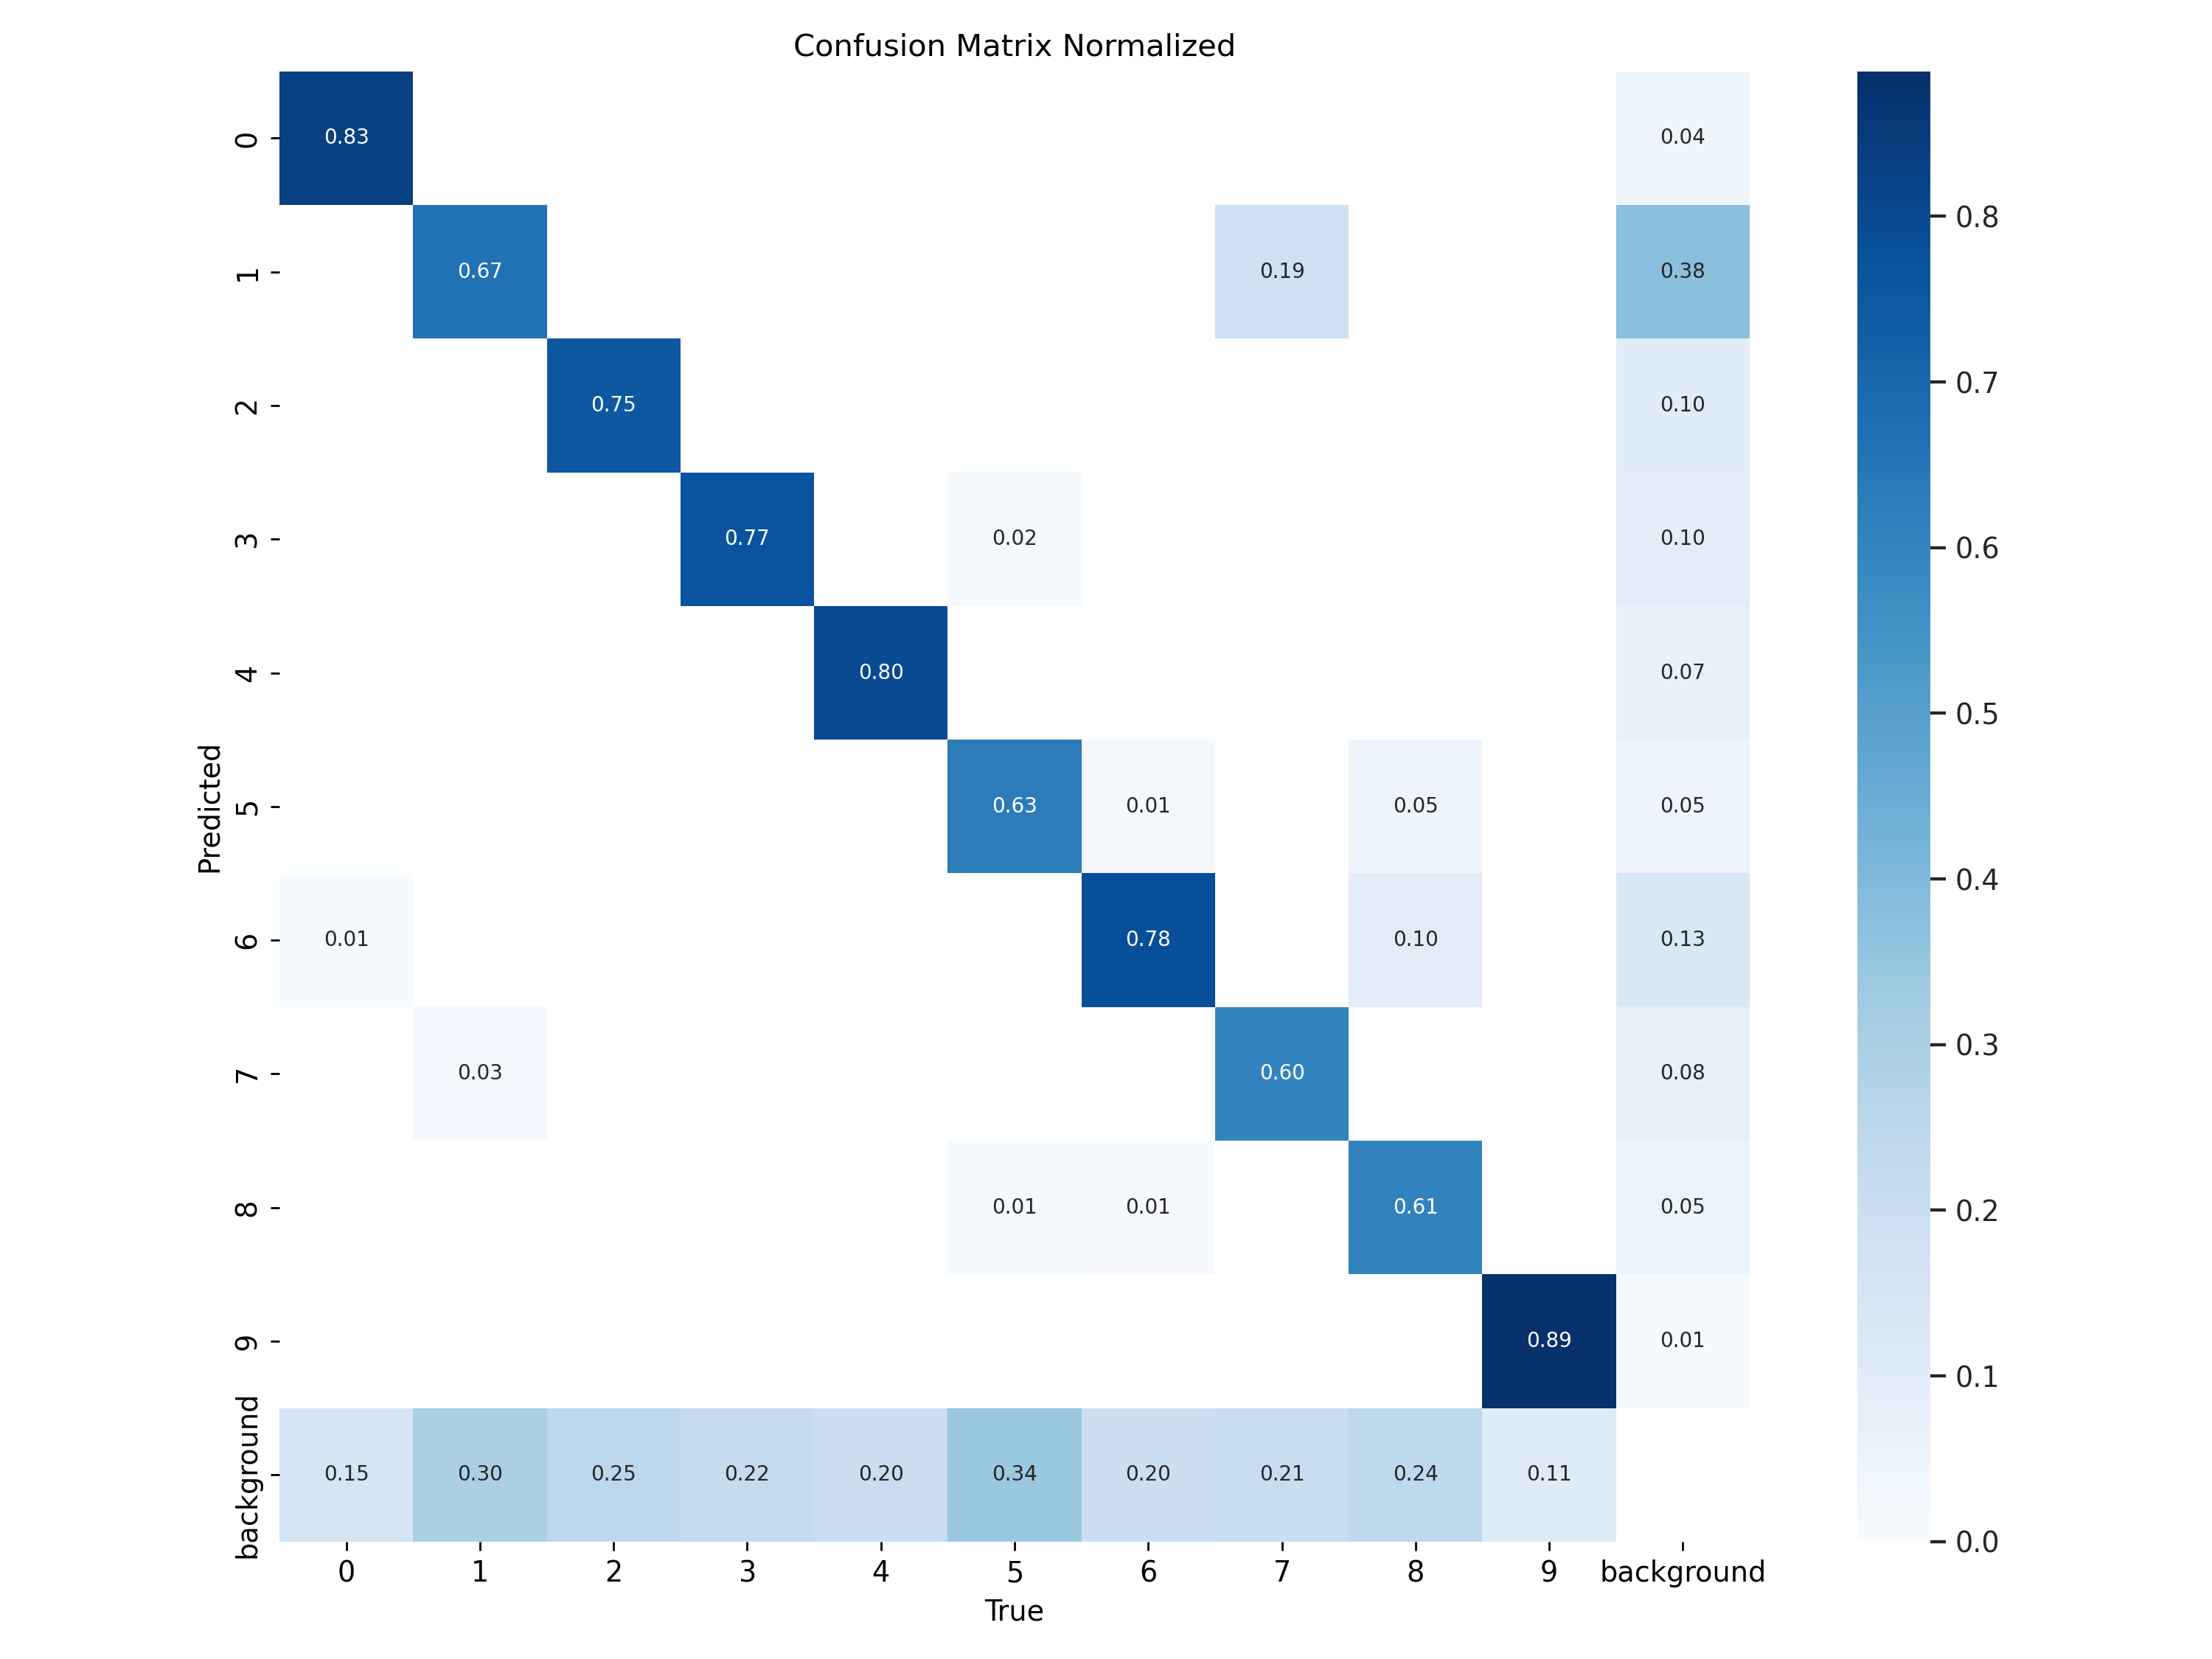 Confusion Matrix Normalized
0 0.83 0.04
1 0.67 0.19 0.38 0.8
2 0.75 0.10 0.7
3 0.77 0.02 0.10 0.6
4 0.80 0.07 0.5
Predicted
5 0.63 0.01 0.05 0.05 0.4
6 0.01 0.78 0.10 0.13
7 0.03 0.60 0.08 0.3
8 0.01 0.01 0.61 0.05 0.2
9 0.89 0.01 0.1
background 0.15 0.30 0.25 0.22 0.20 0.34 0.20 0.21 0.24 0.11 0.0
0 1 2 3 4 5 6 7 8 9 background
True